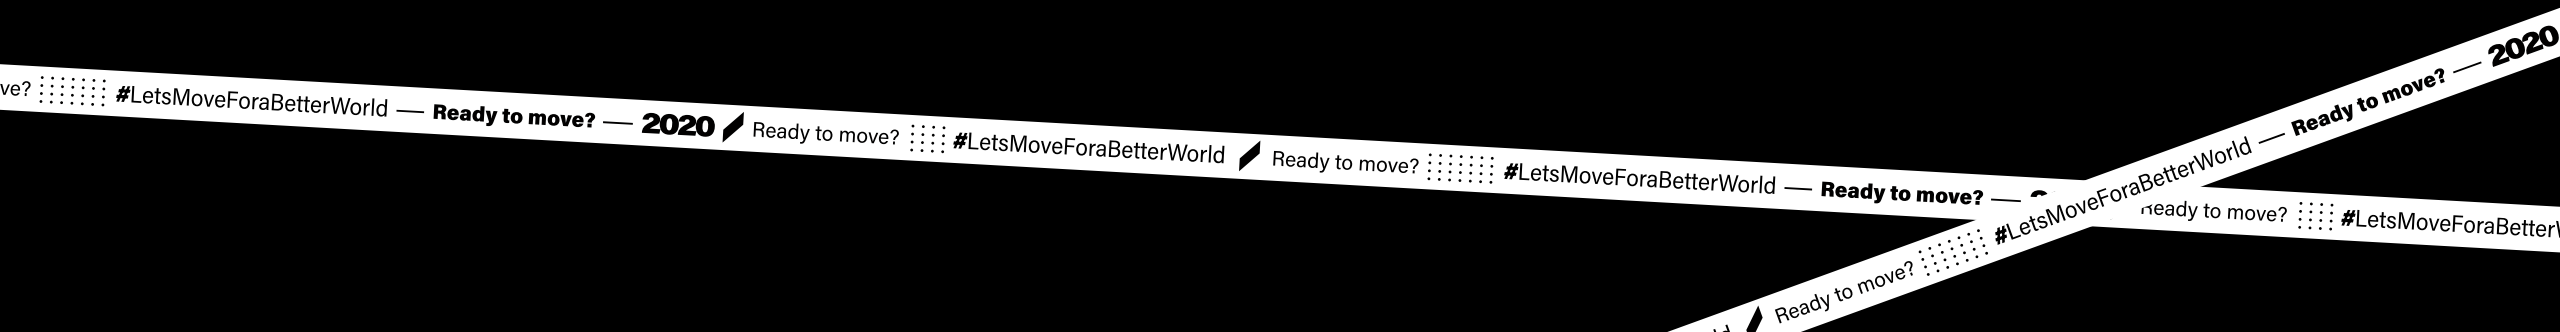 ve? #LetsMoveForaBetterWorld — Ready to move? — 2020 Ready to move? #LetsMoveForaBetterWorld Ready to move? #LetsMoveForaBetterWorld — Ready to move? — Ready to move? #LetsMoveForaBetterW
ld Ready to move? #LetsMoveForaBetterWorld — Ready to move? — 2020